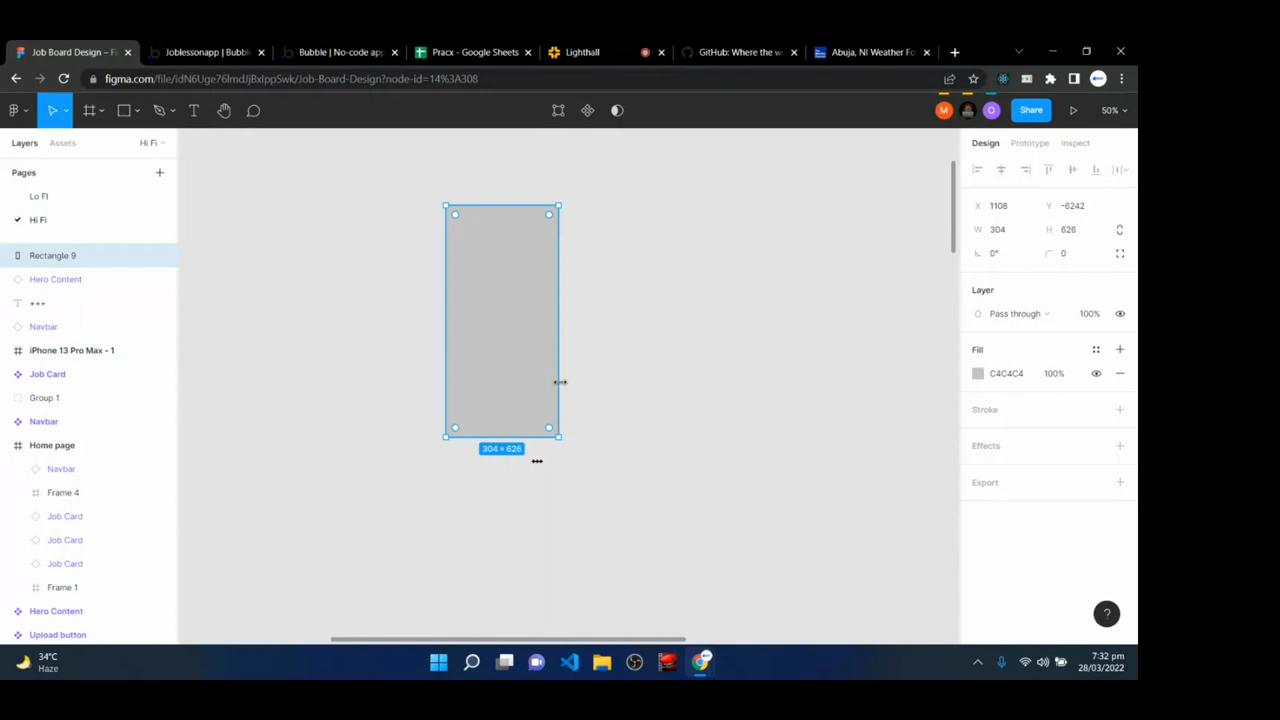 Job Board Design – Fi
Joblessonapp | Bubbl
Bubble | No-code app
Pracx - Google Sheets
Lighthall
GitHub: Where the w
Abuja, NI Weather Fo
figma.com/file/idN6Uge76lmdJjBxIppSwk/Job-Board-Design?node-id=14%3A308
M
O
Share
50%
Layers
Assets
Hi Fi
Design
Prototype
Inspect
Pages
Lo FI
Hi Fi
Rectangle 9
Hero Content
+++
Navbar
iPhone 13 Pro Max - 1
Job Card
Group 1
Navbar
Home page
Navbar
Frame 4
Job Card
Job Card
Job Card
Frame 1
Hero Content
Upload button
304 × 626
X 1108
Y -6242
W 304
H 626
0°
0
Layer
Pass through
100%
Fill
C4C4C4
100%
Stroke
Effects
Export
?
34°C
Haze
7:32 pm
28/03/2022